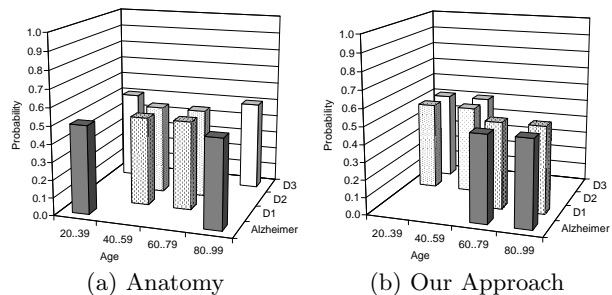 1.0
0.9
0.8
0.7
0.6
0.5
0.4
0.3
0.2
0.1
0.0
Probability
20..39
40..59
60..79
80..99
Age
Alzheimer
D1
D2
D3
(a) Anatomy
1.0
0.9
0.8
0.7
0.6
0.5
0.4
0.3
0.2
0.1
0.0
Probability
20..39
40..59
60..79
80..99
Age
Alzheimer
D1
D2
D3
(b) Our Approach